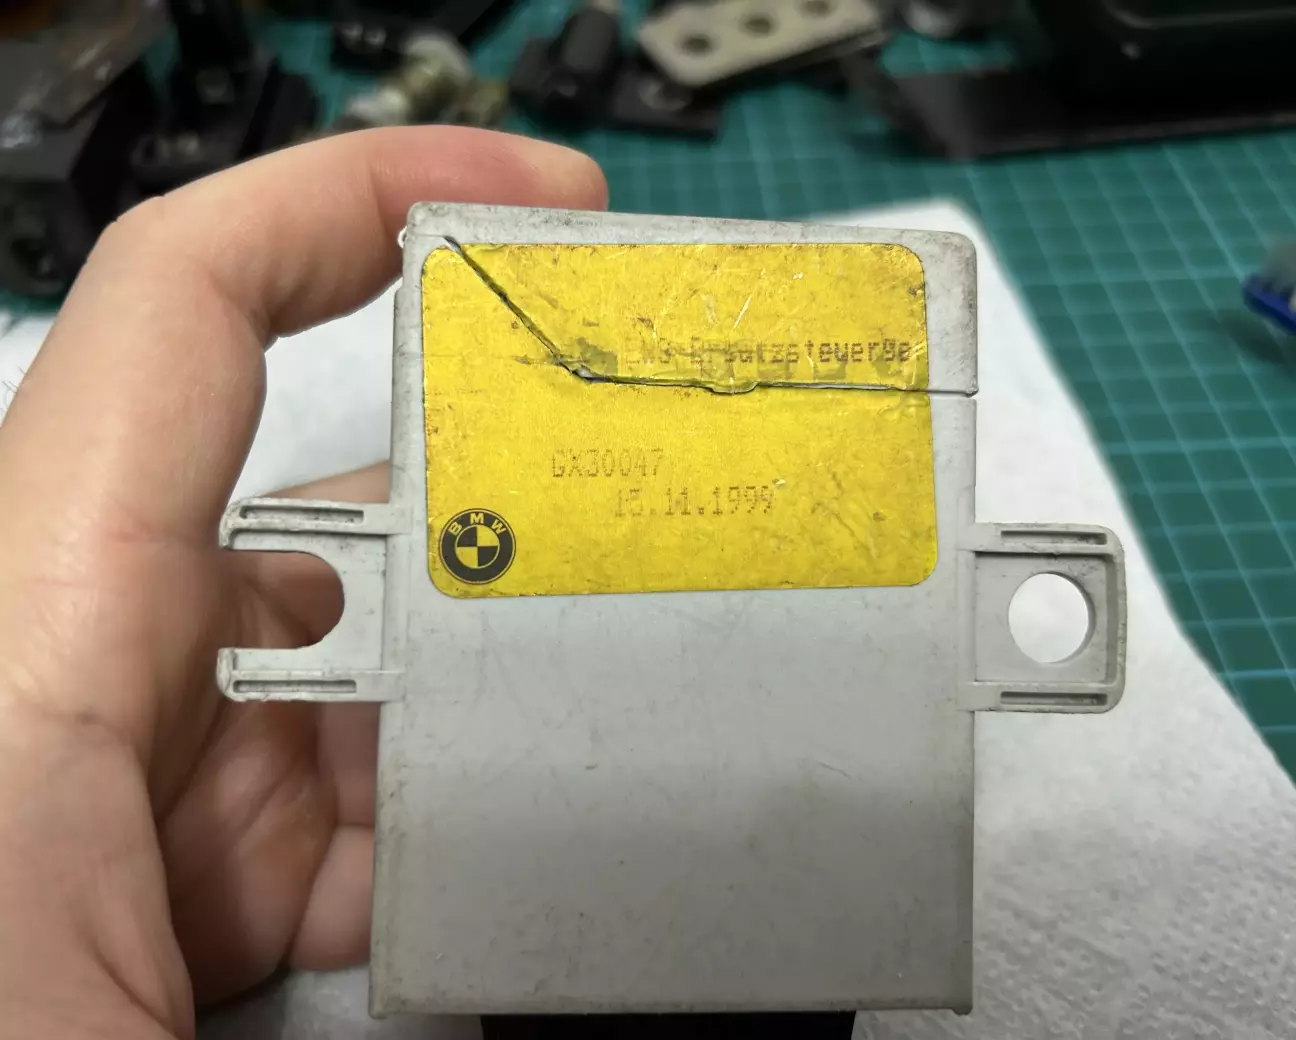 EWS-Ersatzsteuerge
GX30047
15.11.1999
BMW